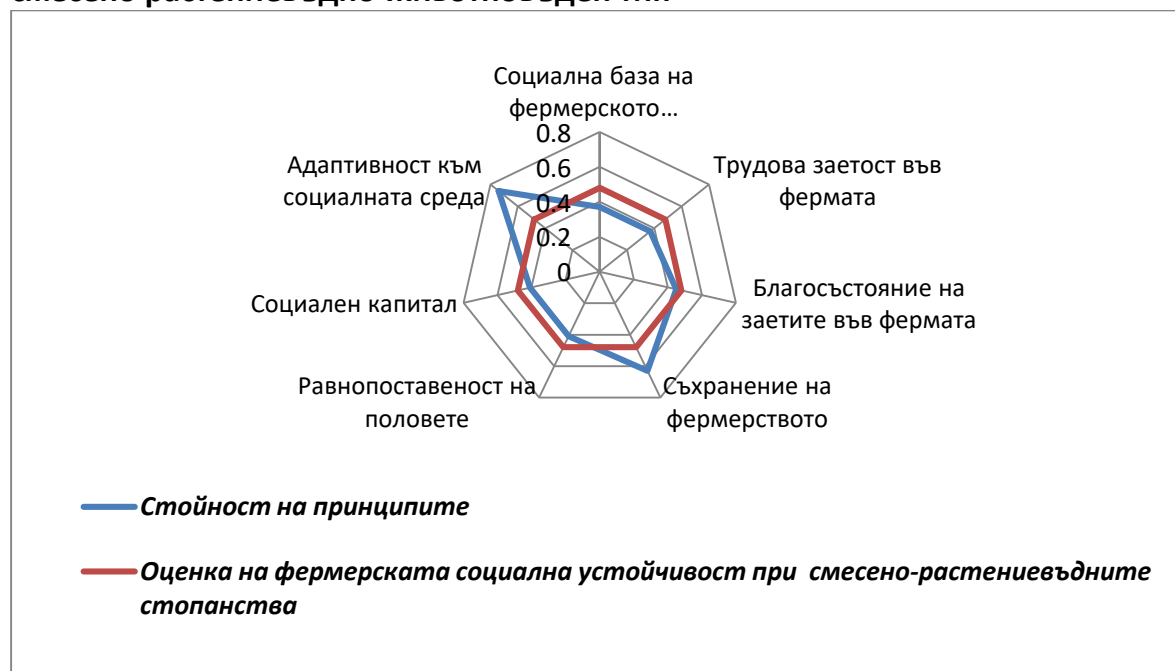 Социална база на
фермерското...
0.8
0.6
0.4
0.2
0
Трудова заетост във
фермата
Благосъстояние на
заетите във фермата
Съхранение на
фермерството
Равнопоставеност на
половете
Социален капитал
Адаптивност към
социалната среда
Стойност на принципите
Оценка на фермерската социална устойчивост при смесено-растениевъдните
стопанства